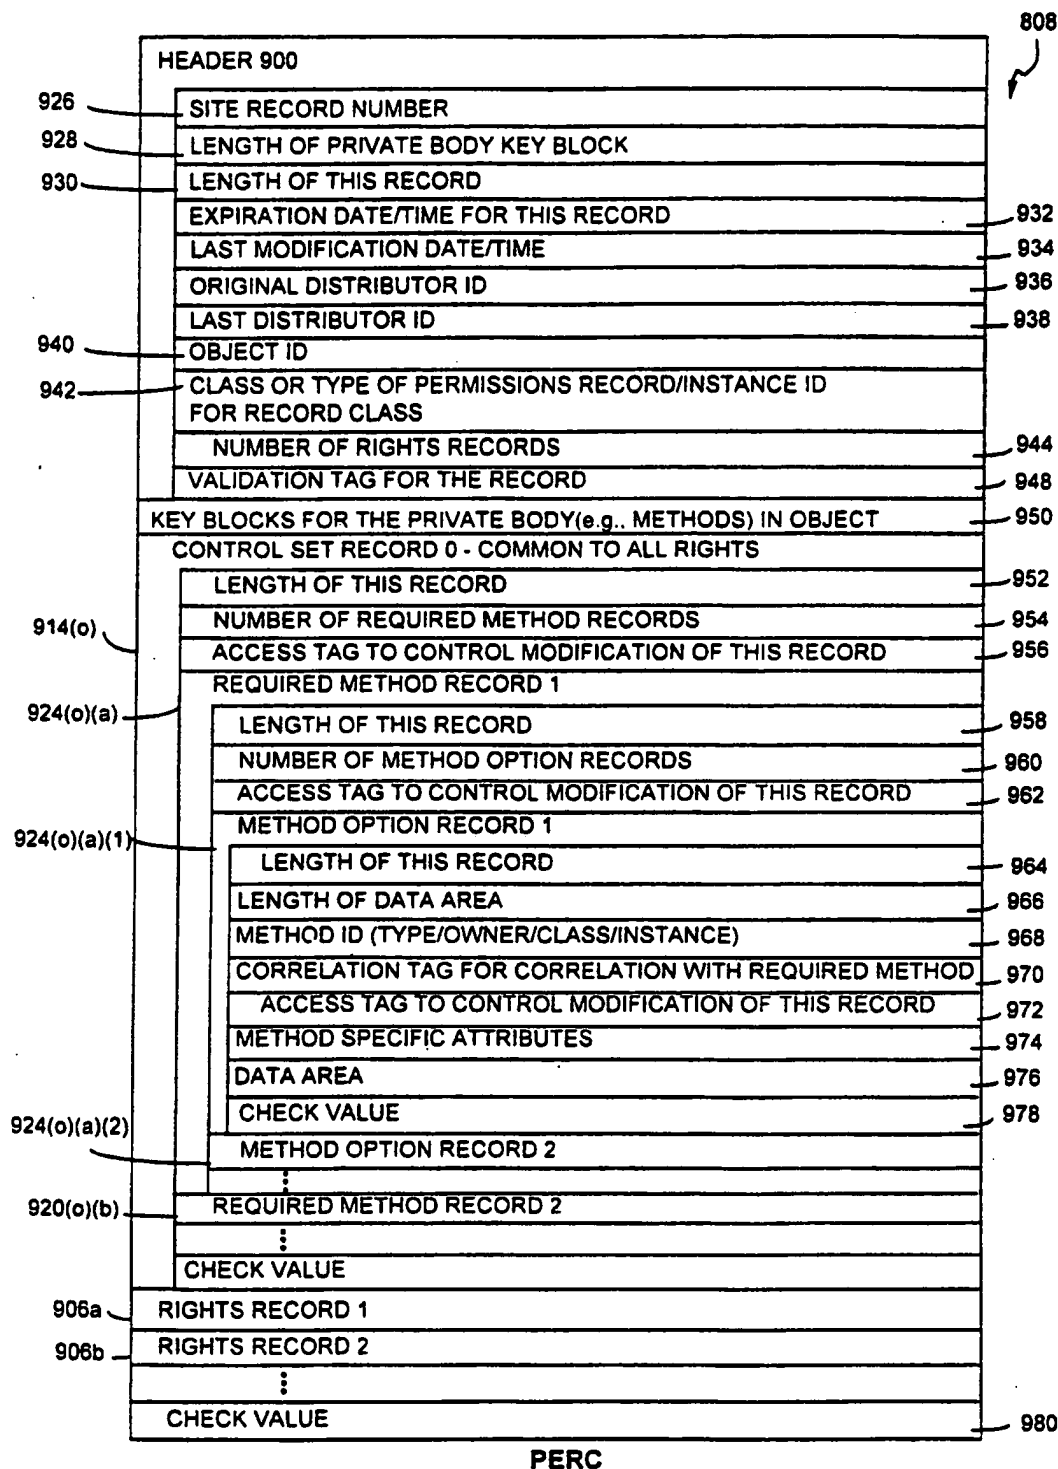 808
HEADER 900
926 SITE RECORD NUMBER
928 LENGTH OF PRIVATE BODY KEY BLOCK
930 LENGTH OF THIS RECORD
EXPIRATION DATE/TIME FOR THIS RECORD 932
LAST MODIFICATION DATE/TIME 934
ORIGINAL DISTRIBUTOR ID 936
LAST DISTRIBUTOR ID 938
940 OBJECT ID
942 CLASS OR TYPE OF PERMISSIONS RECORD/INSTANCE ID
FOR RECORD CLASS
NUMBER OF RIGHTS RECORDS 944
VALIDATION TAG FOR THE RECORD 948
KEY BLOCKS FOR THE PRIVATE BODY(e.g., METHODS) IN OBJECT 950
CONTROL SET RECORD 0 - COMMON TO ALL RIGHTS
LENGTH OF THIS RECORD 952
914(o) NUMBER OF REQUIRED METHOD RECORDS 954
ACCESS TAG TO CONTROL MODIFICATION OF THIS RECORD 956
REQUIRED METHOD RECORD 1
924(o)(a) LENGTH OF THIS RECORD 958
NUMBER OF METHOD OPTION RECORDS 960
ACCESS TAG TO CONTROL MODIFICATION OF THIS RECORD 962
METHOD OPTION RECORD 1
924(o)(a)(1) LENGTH OF THIS RECORD 964
LENGTH OF DATA AREA 966
METHOD ID (TYPE/OWNER/CLASS/INSTANCE) 968
CORRELATION TAG FOR CORRELATION WITH REQUIRED METHOD 970
ACCESS TAG TO CONTROL MODIFICATION OF THIS RECORD 972
METHOD SPECIFIC ATTRIBUTES 974
DATA AREA 976
CHECK VALUE 978
924(o)(a)(2) METHOD OPTION RECORD 2
920(o)(b) REQUIRED METHOD RECORD 2
CHECK VALUE
906a RIGHTS RECORD 1
906b RIGHTS RECORD 2
CHECK VALUE 980
PERC